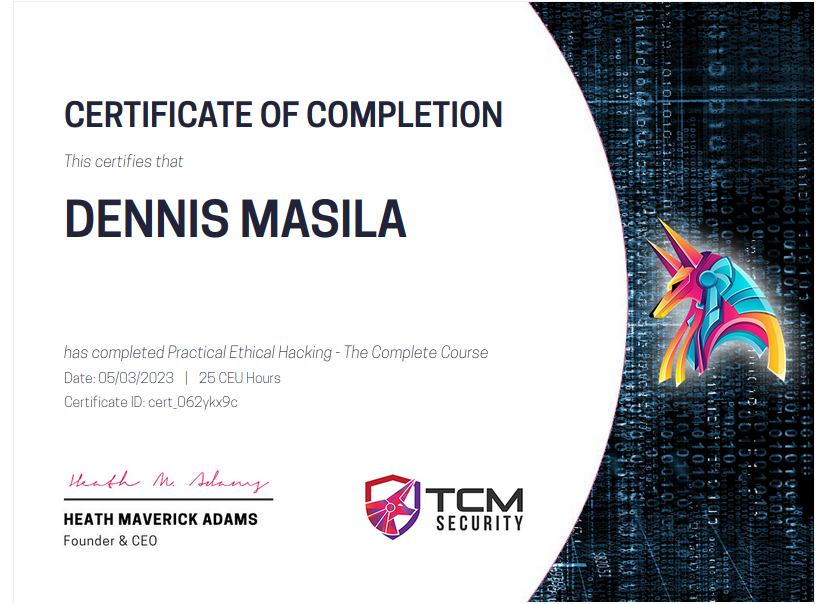 CERTIFICATE OF COMPLETION
This certifies that
DENNIS MASILA
has completed Practical Ethical Hacking - The Complete Course
Date: 05/03/2023 | 25 CEU Hours
Certificate ID: cert_062ykx9c
Heath M. Adams
HEATH MAVERICK ADAMS
Founder & CEO
TCM
SECURITY